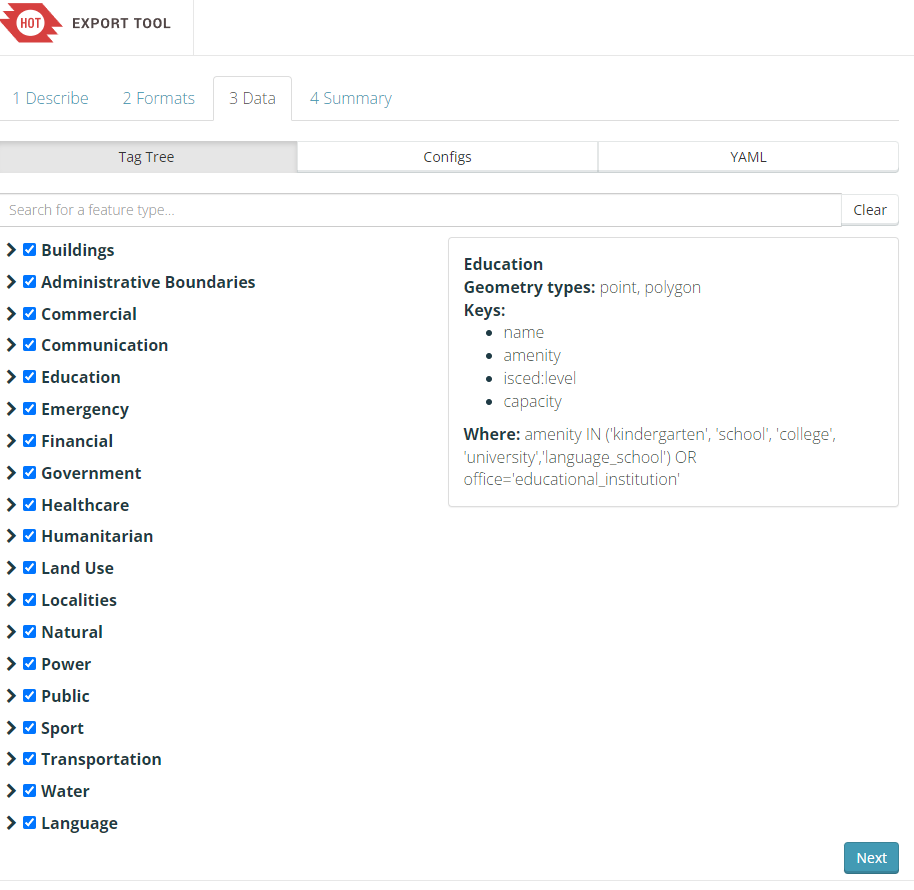 HOT EXPORT TOOL
1 Describe 2 Formats 3 Data 4 Summary
Tag Tree Configs YAML
Search for a feature type... Clear
Buildings
Administrative Boundaries
Commercial
Communication
Education
Emergency
Financial
Government
Healthcare
Humanitarian
Land Use
Localities
Natural
Power
Public
Sport
Transportation
Water
Language
Education
Geometry types: point, polygon
Keys:
• name
• amenity
• isced:level
• capacity
Where: amenity IN ('kindergarten', 'school', 'college',
'university','language_school') OR
office='educational_institution'
Next